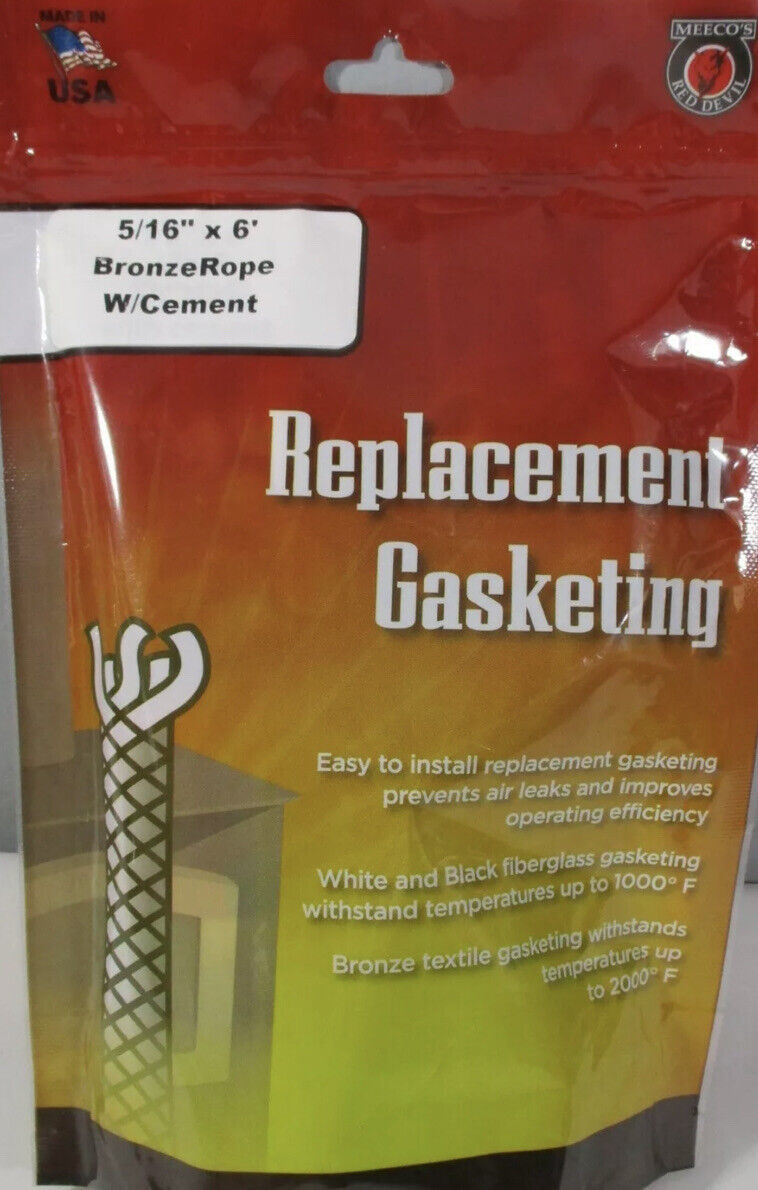 MADE IN
USA
MEECO'S
RED DEVIL
5/16" x 6'
BronzeRope
W/Cement
Replacement
Gasketing
Easy to install replacement gasketing
prevents air leaks and improves
operating efficiency
White and Black fiberglass gasketing
withstand temperatures up to 1000° F
Bronze textile gasketing withstands
temperatures up
to 2000° F